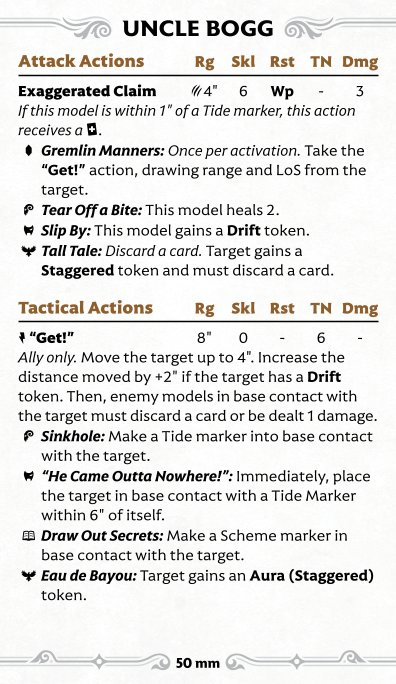 UNCLE BOGG
Attack Actions Rg Skl Rst TN Dmg
Exaggerated Claim 4" 6 Wp - 3
If this model is within 1" of a Tide marker, this action
receives a .
Gremlin Manners: Once per activation. Take the
“Get!” action, drawing range and LoS from the
target.
Tear Off a Bite: This model heals 2.
Slip By: This model gains a Drift token.
Tall Tale: Discard a card. Target gains a
Staggered token and must discard a card.
Tactical Actions Rg Skl Rst TN Dmg
“Get!” 8" 0 - 6 -
Ally only. Move the target up to 4". Increase the
distance moved by +2" if the target has a Drift
token. Then, enemy models in base contact with
the target must discard a card or be dealt 1 damage.
Sinkhole: Make a Tide marker into base contact
with the target.
“He Came Outta Nowhere!”: Immediately, place
the target in base contact with a Tide Marker
within 6" of itself.
Draw Out Secrets: Make a Scheme marker in
base contact with the target.
Eau de Bayou: Target gains an Aura (Staggered)
token.
50 mm